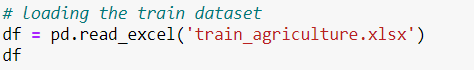 # loading the train dataset
df = pd.read_excel('train_agriculture.xlsx')
df